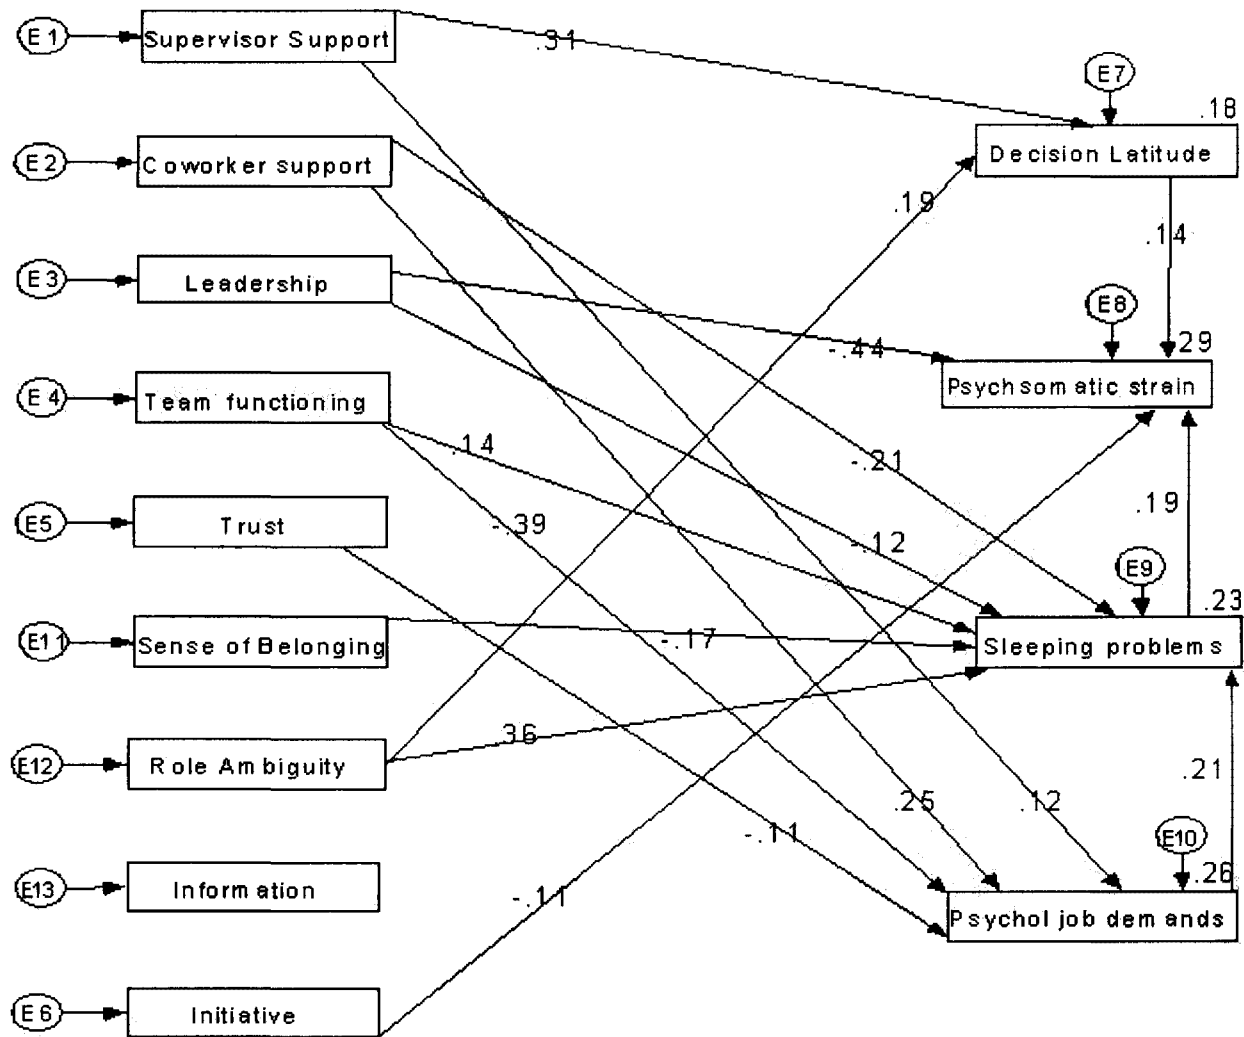 E1
Supervisor Support
.31
E7
.18
Decision Latitude
E2
Coworker support
.19
.14
E3
Leadership
-.44
E8
29
Psychsomatic strain
E4
Team functioning
.14
-.21
E5
Trust
-.39
-.12
.19
E9
.23
E11
Sense of Belonging
-.17
Sleeping problems
E12
Role Ambiguity
36
.21
E13
Information
-.11
.25
.12
E10
.26
Psychol job demands
-.11
E6
Initiative